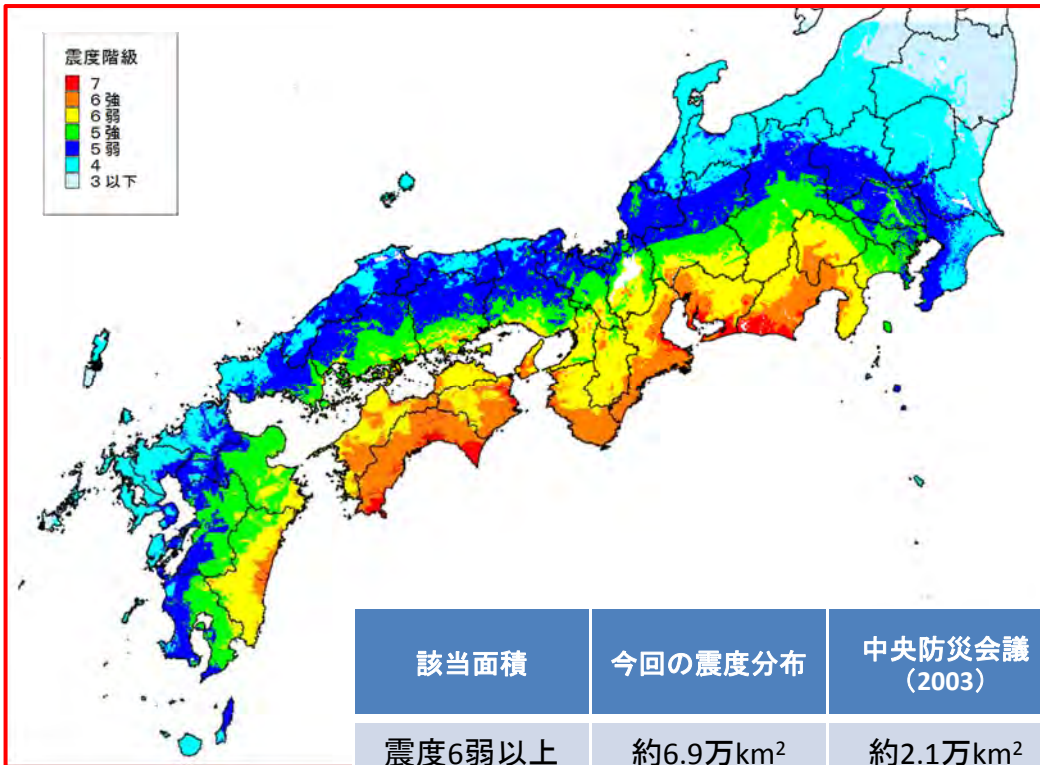 震度階級
7
6強
6弱
5強
5弱
4
3以下
該当面積
今回の震度分布
中央防災会議
(2003)
震度6弱以上
約6.9万km²
約2.1万km²